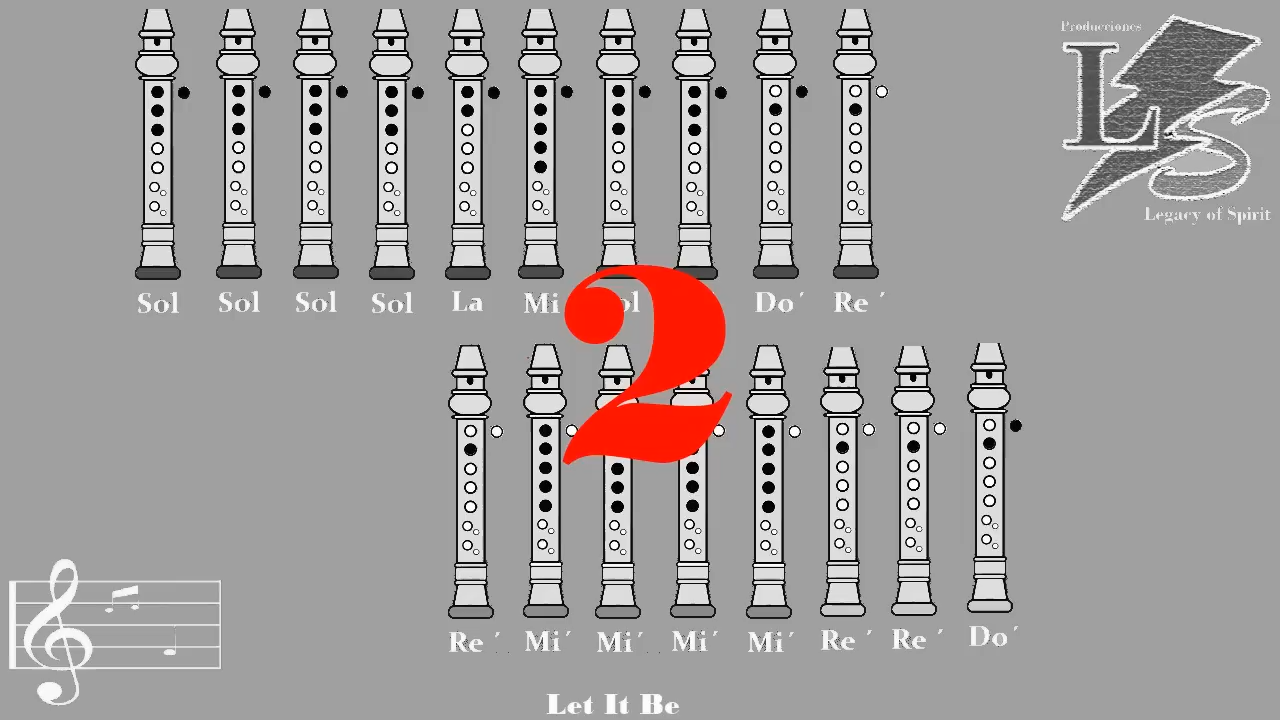 Producciones
LS
Legacy of Spirit
Sol Sol Sol Sol La Mi Do´ Re´
2
Re´ Mi´ Mi´ Mi´ Mi´ Re´ Re´ Do´
Let It Be